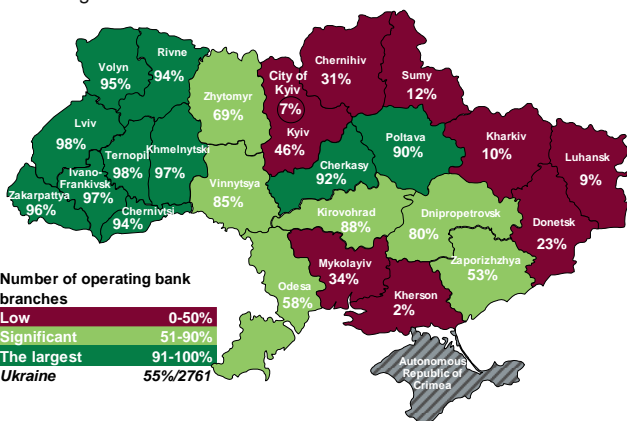 Volyn
95%
Rivne
94%
Zhytomyr
69%
City of
Kyiv
7%
Kyiv
46%
Chernihiv
31%
Sumy
12%
Lviv
98%
Ternopil
98%
Khmelnytski
97%
Ivano-
Frankivsk
97%
Zakarpattya
96%
Chernivtsi
94%
Vinnytsya
85%
Cherkasy
92%
Poltava
90%
Kharkiv
10%
Luhansk
9%
Kirovohrad
88%
Dnipropetrovsk
80%
Donetsk
23%
Zaporizhzhya
53%
Mykolayiv
34%
Odesa
58%
Kherson
2%
Autonomous
Republic of
Crimea
Number of operating bank
branches
Low 0-50%
Significant 51-90%
The largest 91-100%
Ukraine 55%/2761